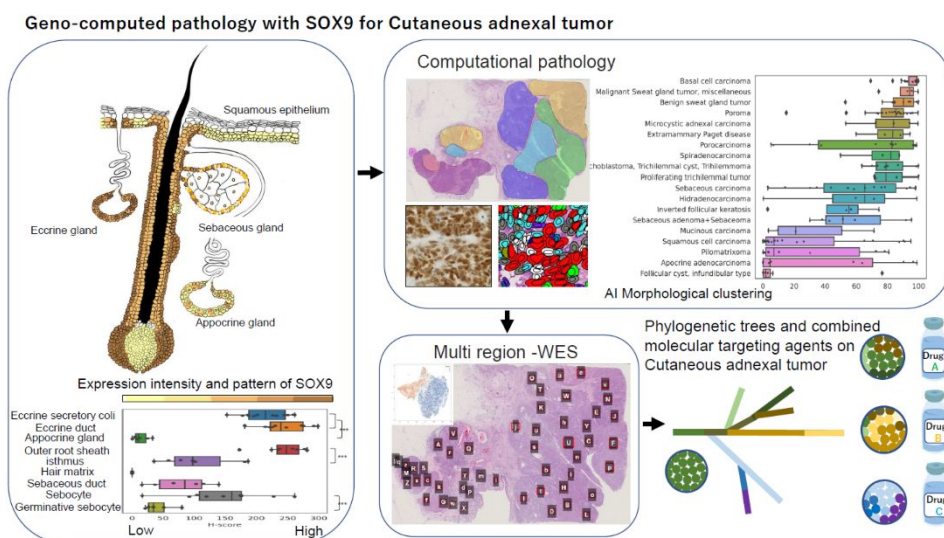 Geno-computed pathology with SOX9 for Cutaneous adnexal tumor
Squamous epithelium
Eccrine gland
Sebaceous gland
Appocrine gland
Expression intensity and pattern of SOX9
Eccrine secretory coli
Eccrine duct
Appocrine gland
Outer root sheath
isthmus
Hair matrix
Sebaceous duct
Sebocyte
Germinative sebocyte
0 50 100 150 200 250 300
H-score
Low High
Computational pathology
Basal cell carcinoma
Malignant Sweat gland tumor, miscellaneous
Benign sweat gland tumor
Poroma
Microcystic adnexal carcinoma
Extramammary Paget disease
Porocarcinoma
Spiradenocarcinoma
choblastoma, Trichilemmal cyst, Trihilemmoma
Proliferating trichilemmal tumor
Sebaceous carcinoma
Hidradenocarcinoma
Inverted follicular keratosis
Sebaceous adenoma+Sebaceoma
Mucinous carcinoma
Squamous cell carcinoma
Pilomatrixoma
Apocrine adenocarcinoma
Follicular cyst, infundibular type
0 20 40 60 80 100
AI Morphological clustering
Multi region -WES
Phylogenetic trees and combined
molecular targeting agents on
Cutaneous adnexal tumor
Drug
A
Drug
B
Drug
C